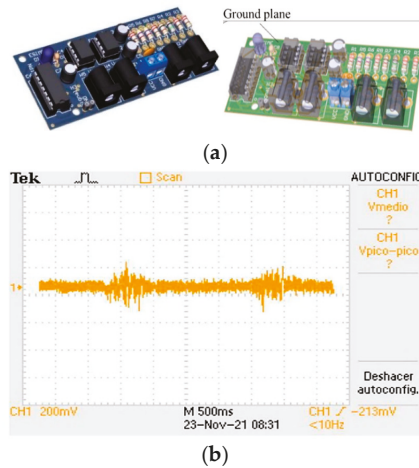 Ground plane
(a)
Tek
Scan
AUTOCONFIG
CH1
Vmedio
?
CH1
Vpico-pico
?
Deshacer
autoconfig.
1
CH1 200mV
M 500ms
CH1 -213mV
23-Nov-21 08:31
<10Hz
(b)